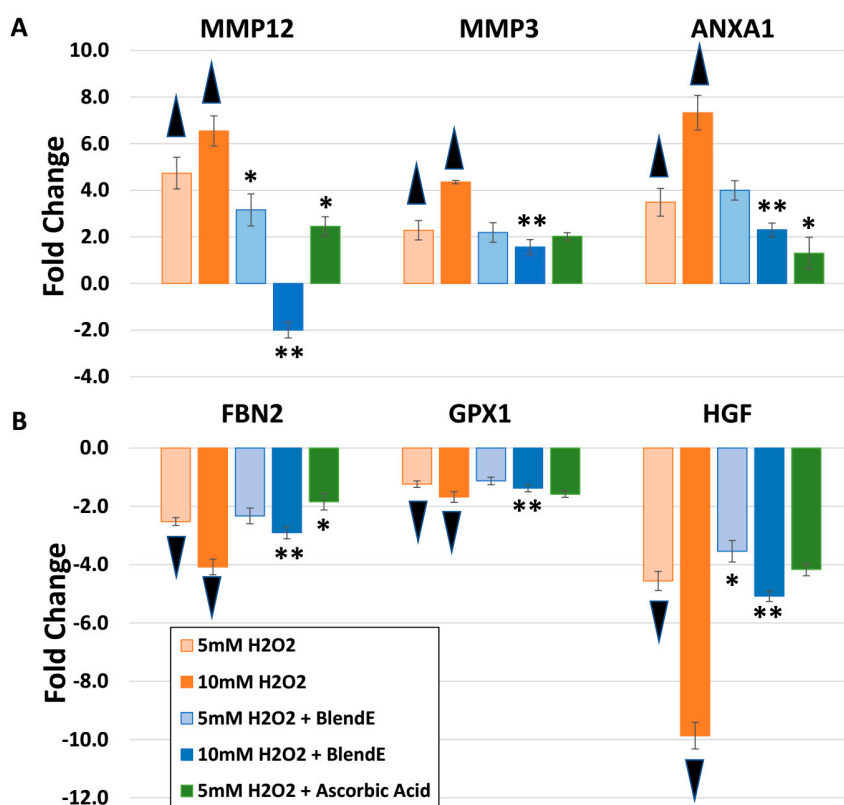 A
MMP12 MMP3 ANXA1
10.0
8.0
6.0
4.0
2.0
0.0
-2.0
-4.0
Fold Change
* ** * ** ** *
B
FBN2 GPX1 HGF
0.0
-2.0
-4.0
-6.0
-8.0
-10.0
-12.0
Fold Change
** * ** * **
5mM H2O2
10mM H2O2
5mM H2O2 + BlendE
10mM H2O2 + BlendE
5mM H2O2 + Ascorbic Acid